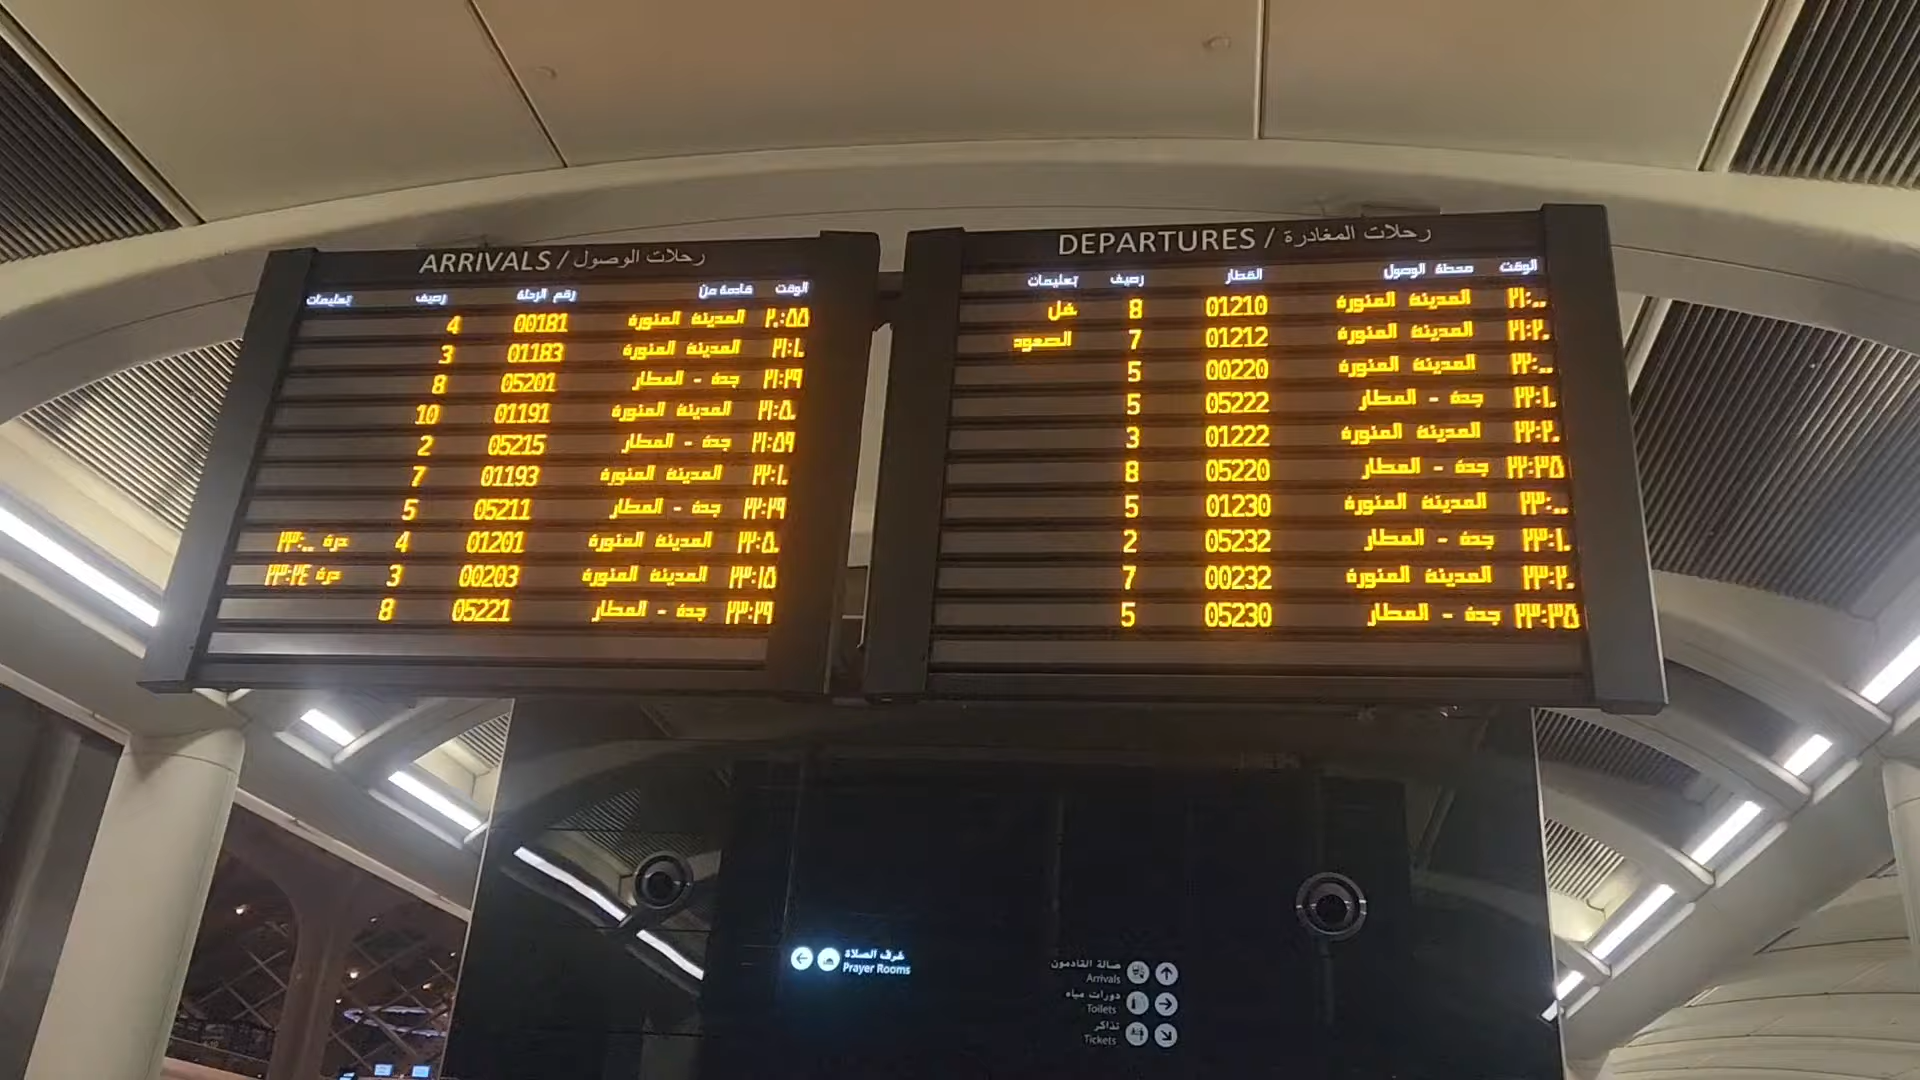 ARRIVALS / رحلات الوصول
الوقت قادمة من رقم الرحلة رصيف تعليمات
٢٠:٥٥ المدينة المنورة 00181 4
٢١:١٠ المدينة المنورة 01183 3
٢١:٢٩ جدة - المطار 05201 8
٢١:٥٠ المدينة المنورة 01191 10
٢١:٥٩ جدة - المطار 05215 2
٢٢:١٠ المدينة المنورة 01193 7
٢٢:٢٩ جدة - المطار 05211 5
٢٢:٥٠ المدينة المنورة 01201 4 ٢٣:٠٠
٢٣:١٥ المدينة المنورة 00203 3 ٢٣:٢٤
٢٣:٢٩ جدة - المطار 05221 8
DEPARTURES / رحلات المغادرة
الوقت محطة الوصول القطار رصيف تعليمات
٢١:٠٠ المدينة المنورة 01210 8
٢١:٢٠ المدينة المنورة 01212 7 الصعود
٢٢:٠٠ المدينة المنورة 00220 5
٢٢:١٠ جدة - المطار 05222 5
٢٢:٢٠ المدينة المنورة 01222 3
٢٢:٣٥ جدة - المطار 05220 8
٢٣:٠٠ المدينة المنورة 01230 5
٢٣:١٠ جدة - المطار 05232 2
٢٣:٢٠ المدينة المنورة 00232 7
٢٣:٣٥ جدة - المطار 05230 5
غرف الصلاة
Prayer Rooms
صالة القادمون
Arrivals
دورات مياه
Toilets
تذاكر
Tickets